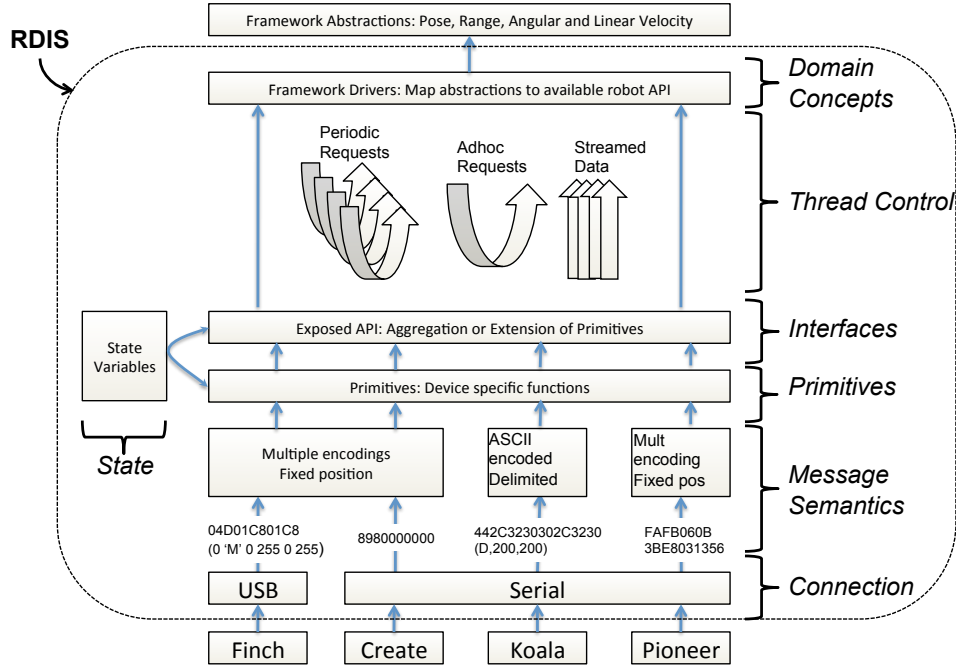 Framework Abstractions: Pose, Range, Angular and Linear Velocity
RDIS
Framework Drivers: Map abstractions to available robot API
Domain
Concepts
Periodic
Requests
Adhoc
Requests
Streamed
Data
Thread Control
Exposed API: Aggregation or Extension of Primitives
Interfaces
State
Variables
Primitives: Device specific functions
Primitives
State
Multiple encodings
Fixed position
ASCII
encoded
Delimited
Mult
encoding
Fixed pos
Message
Semantics
04D01C801C8
(0 ‘M’ 0 255 0 255)
8980000000
442C3230302C3230
(D,200,200)
FAFB060B
3BE8031356
USB
Serial
Connection
Finch
Create
Koala
Pioneer